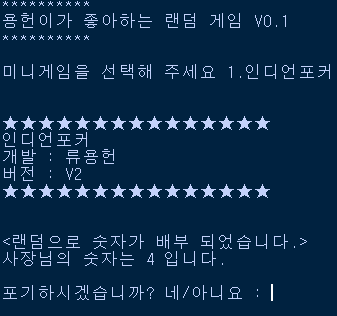 **********
용헌이가 좋아하는 랜덤 게임 V0.1
**********
미니게임을 선택해 주세요 1.인디언포커
★★★★★★★★★★★★★★★
인디언포커
개발 : 류용헌
버전 : V2
★★★★★★★★★★★★★★★
<랜덤으로 숫자가 배부 되었습니다.>
사장님의 숫자는 4 입니다.
포기하시겠습니까? 네/아니요 :